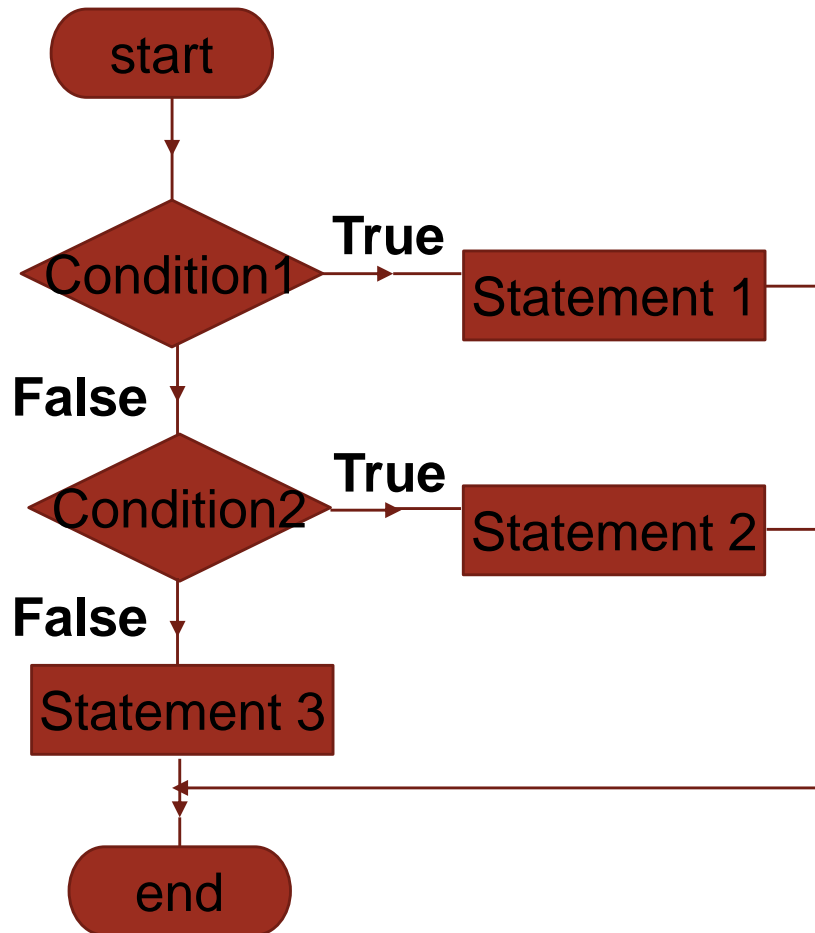 start
True
Condition1
Statement 1
False
True
Condition2
Statement 2
False
Statement 3
end